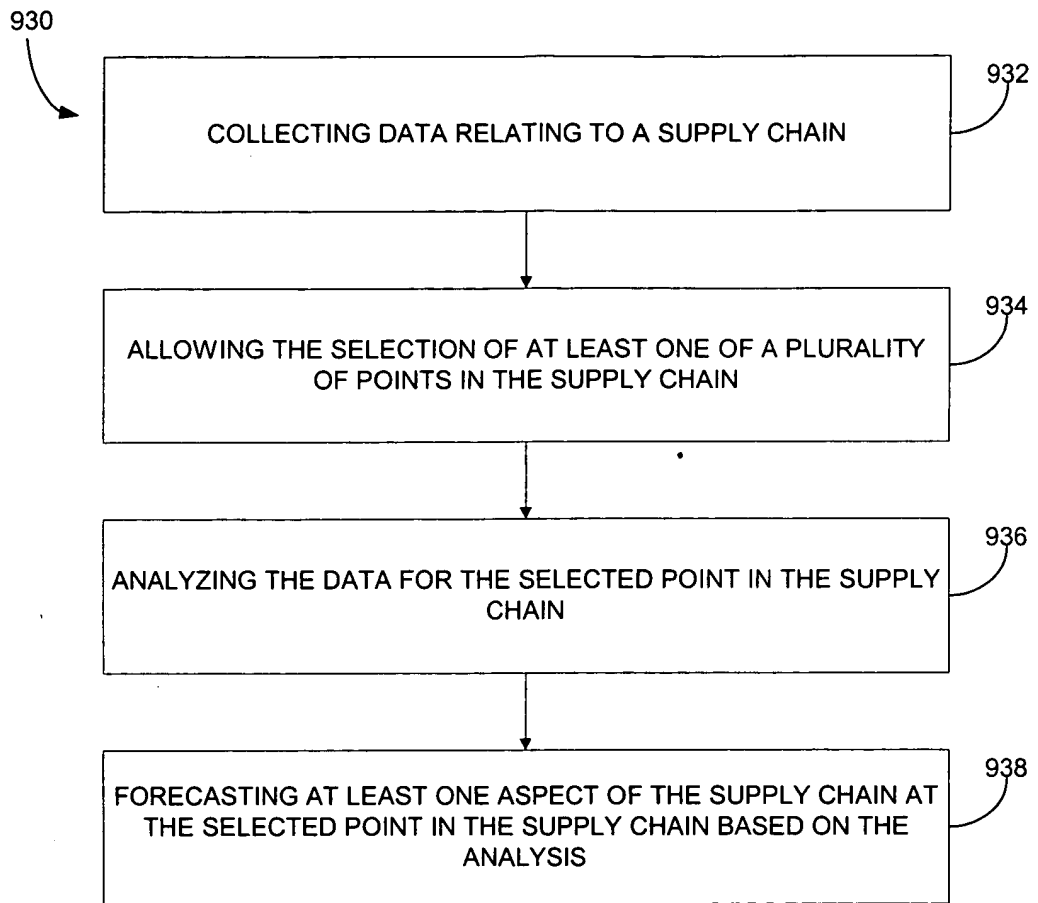 930
932
COLLECTING DATA RELATING TO A SUPPLY CHAIN
934
ALLOWING THE SELECTION OF AT LEAST ONE OF A PLURALITY
OF POINTS IN THE SUPPLY CHAIN
936
ANALYZING THE DATA FOR THE SELECTED POINT IN THE SUPPLY
CHAIN
938
FORECASTING AT LEAST ONE ASPECT OF THE SUPPLY CHAIN AT
THE SELECTED POINT IN THE SUPPLY CHAIN BASED ON THE
ANALYSIS